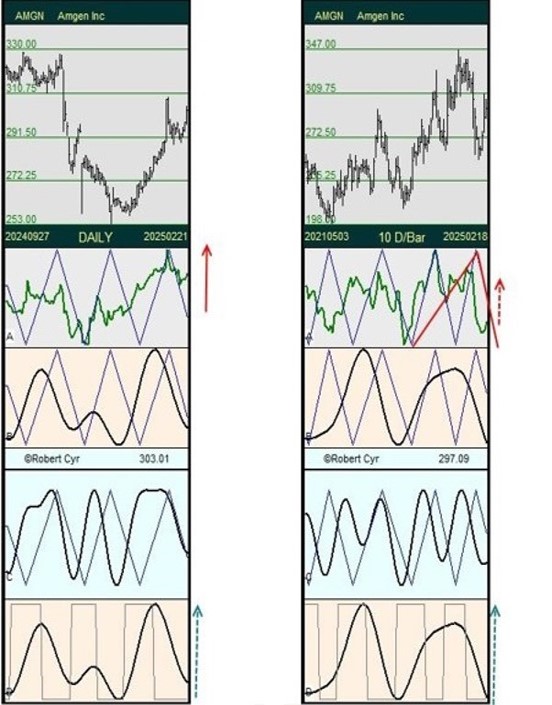 AMGN Amgen Inc
330.00
310.75
291.50
272.25
253.00
20240927 DAILY 20250221
A
B
©Robert Cyr 303.01
C
D
AMGN Amgen Inc
347.00
309.75
272.50
235.25
198.00
20210503 10 D/Bar 20250218
A
B
©Robert Cyr 297.09
C
D